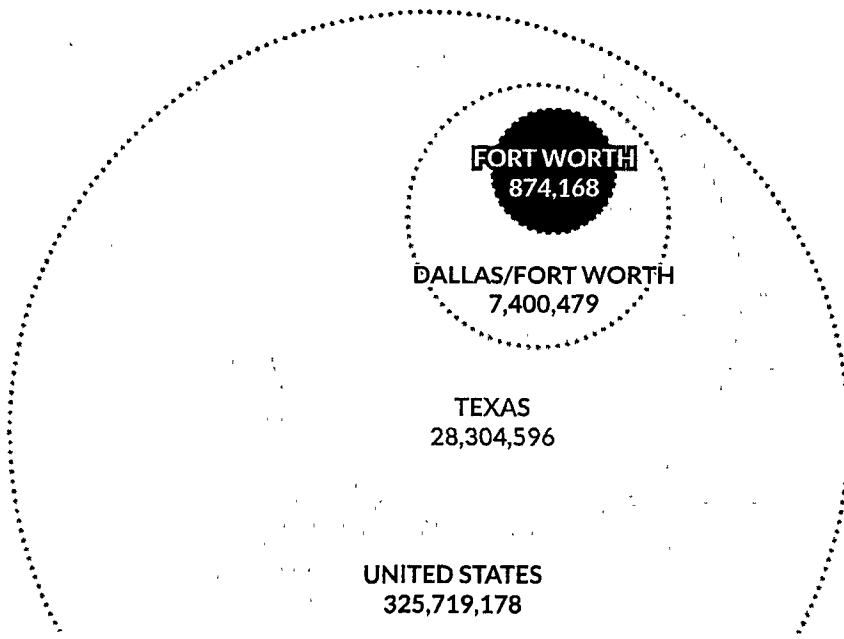 FORT WORTH
874,168
DALLAS/FORT WORTH
7,400,479
TEXAS
28,304,596
UNITED STATES
325,719,178